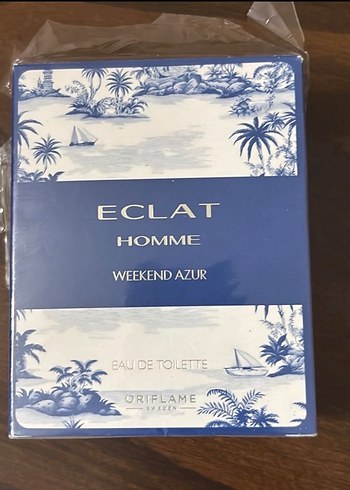 ECLAT
HOMME
WEEKEND AZUR
EAU DE TOILETTE
ORIFLAME
SWEDEN